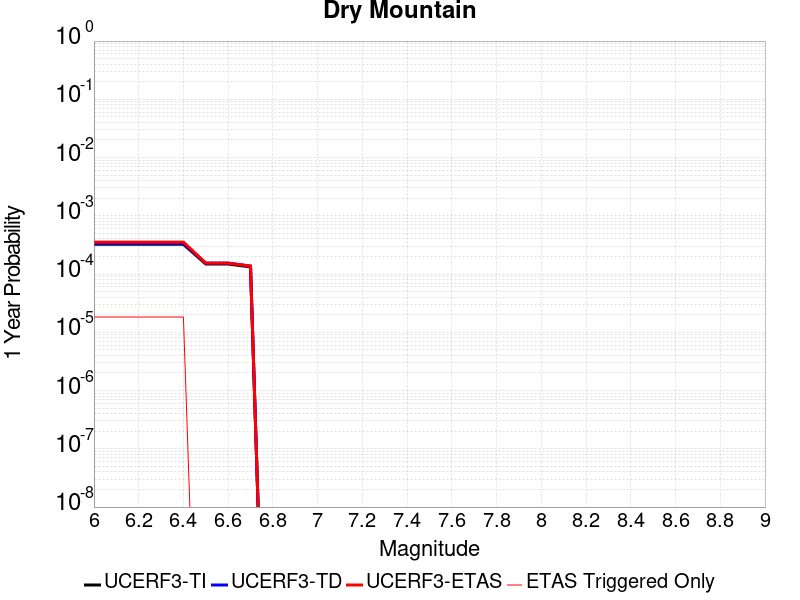 Dry Mountain
1 Year Probability
10^0
10^-1
10^-2
10^-3
10^-4
10^-5
10^-6
10^-7
10^-8
6 6.2 6.4 6.6 6.8 7 7.2 7.4 7.6 7.8 8 8.2 8.4 8.6 8.8 9
Magnitude
UCERF3-TI UCERF3-TD UCERF3-ETAS ETAS Triggered Only